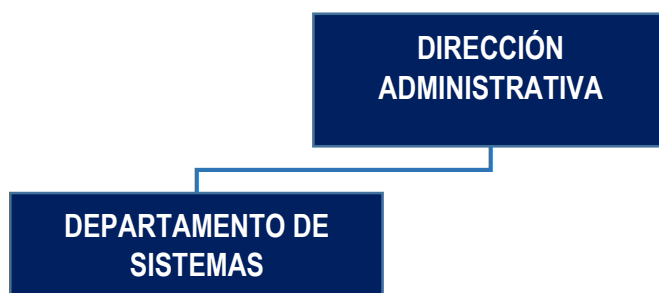 DIRECCIÓN
ADMINISTRATIVA
DEPARTAMENTO DE
SISTEMAS